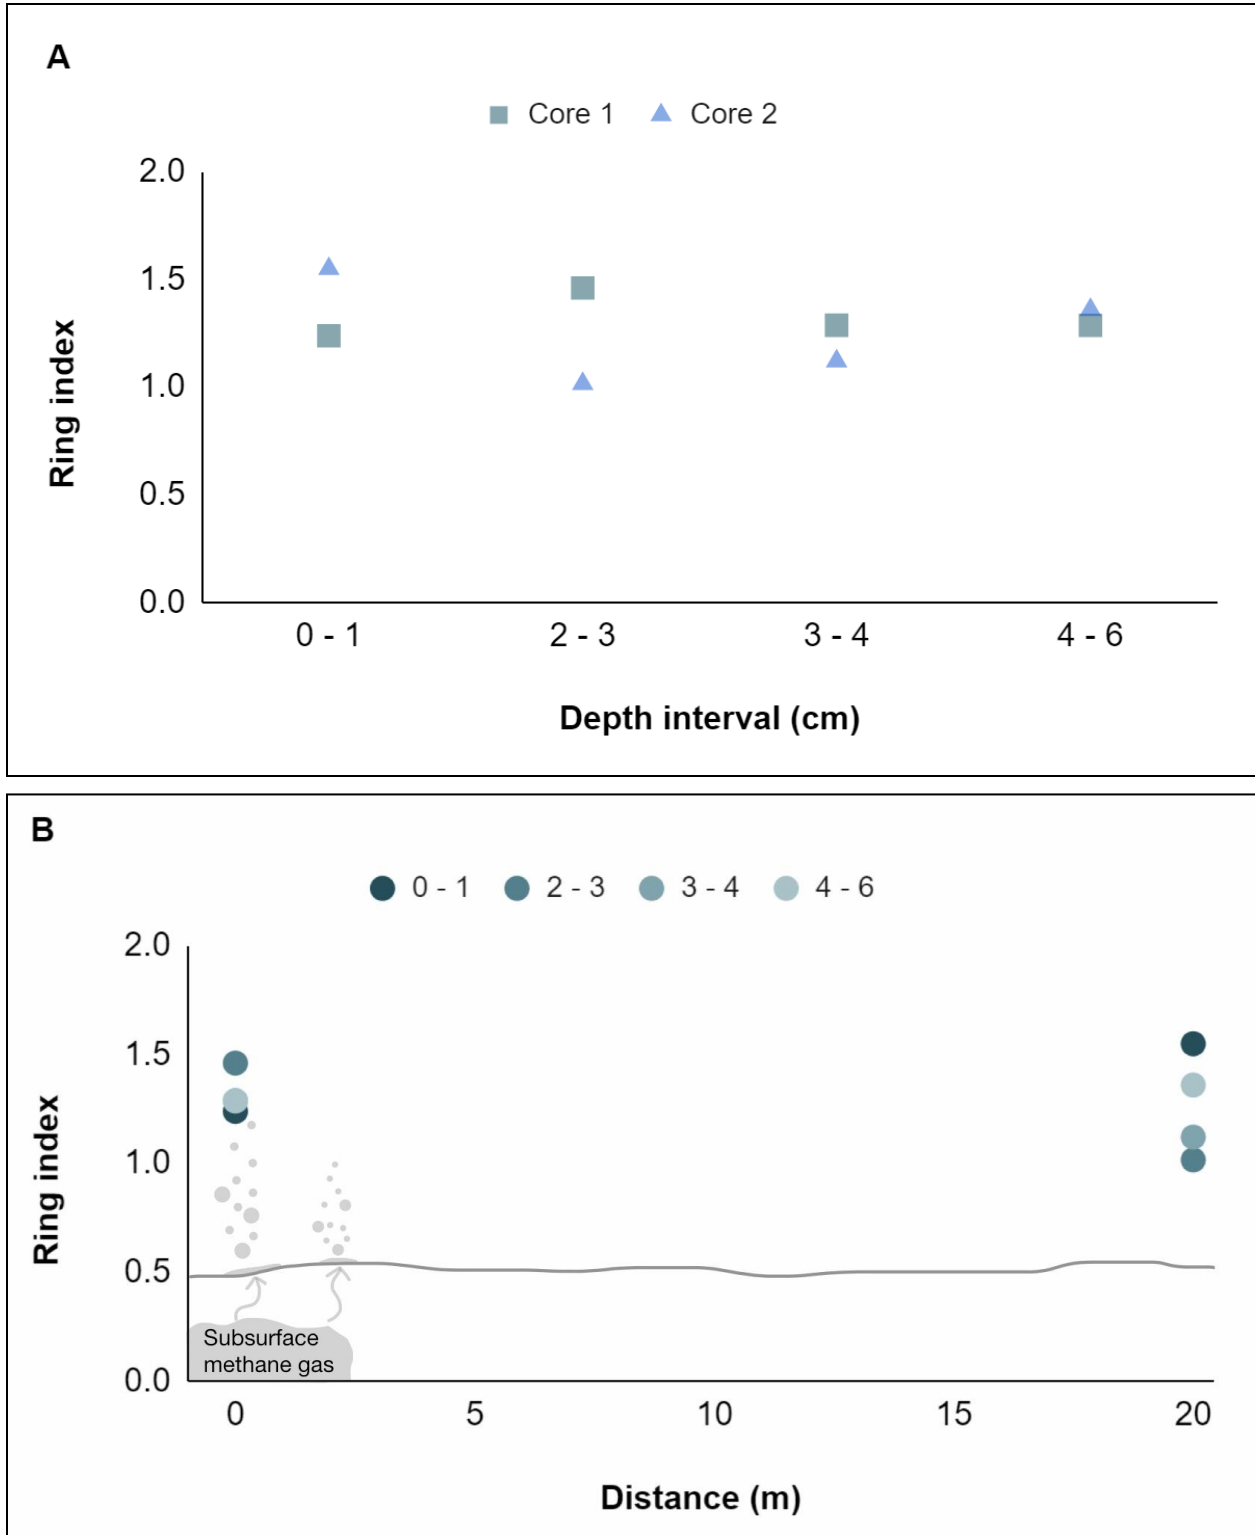 A
Core 1 Core 2
2.0
1.5
1.0
0.5
0.0
Ring index
0 - 1 2 - 3 3 - 4 4 - 6
Depth interval (cm)
B
0 - 1 2 - 3 3 - 4 4 - 6
2.0
1.5
1.0
0.5
0.0
Ring index
Subsurface
methane gas
0 5 10 15 20
Distance (m)